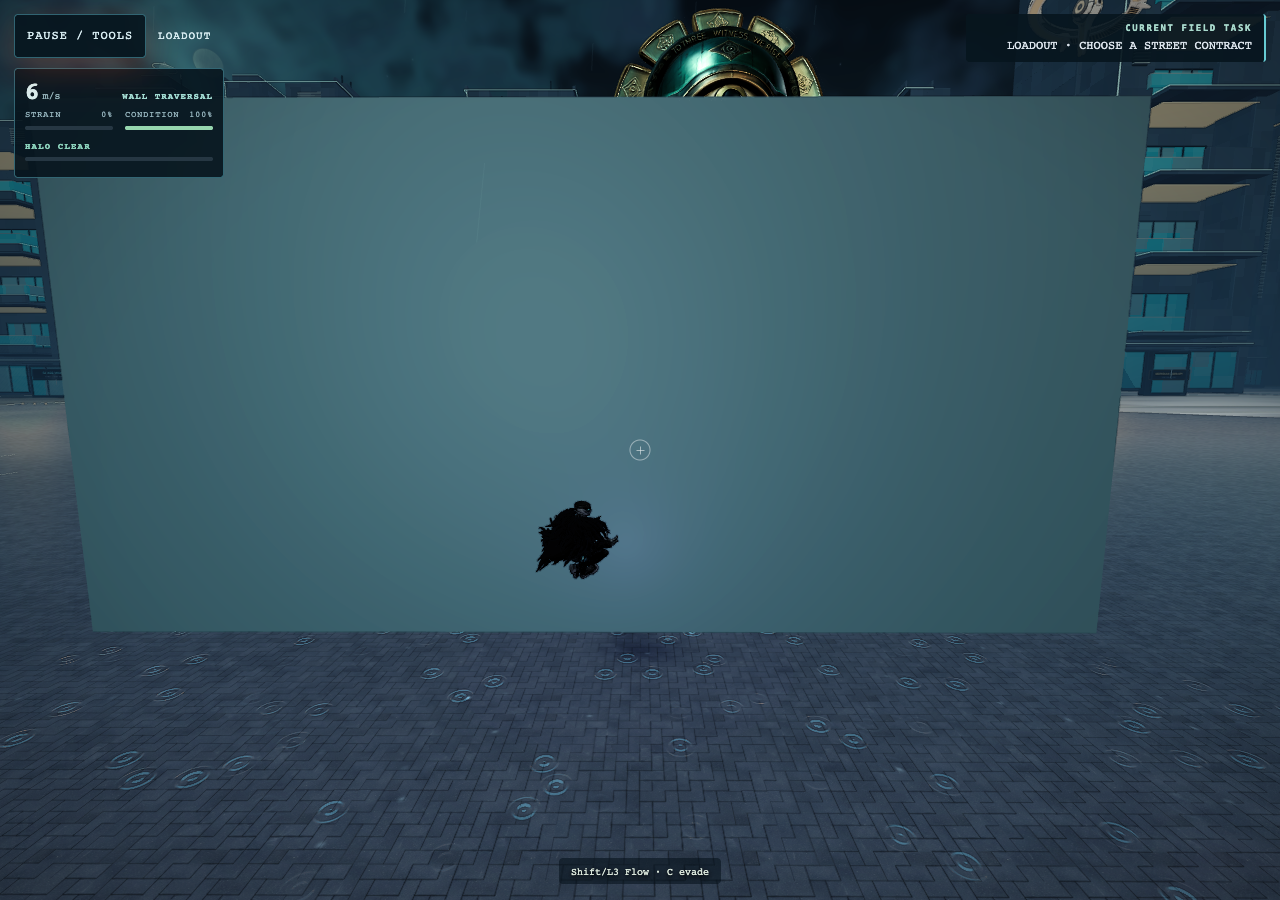 PAUSE / TOOLS
LOADOUT
CURRENT FIELD TASK
LOADOUT · CHOOSE A STREET CONTRACT
6 m/s
WALL TRAVERSAL
STRAIN 0%
CONDITION 100%
HALO CLEAR
Shift/L3 Flow · C evade